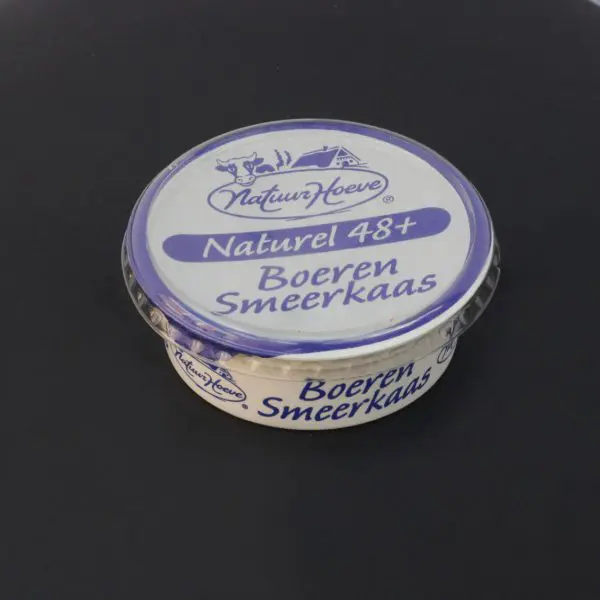 NatuurHoeve®
Naturel 48+
Boeren
Smeerkaas
NatuurHoeve®
Boeren
Smeerkaas